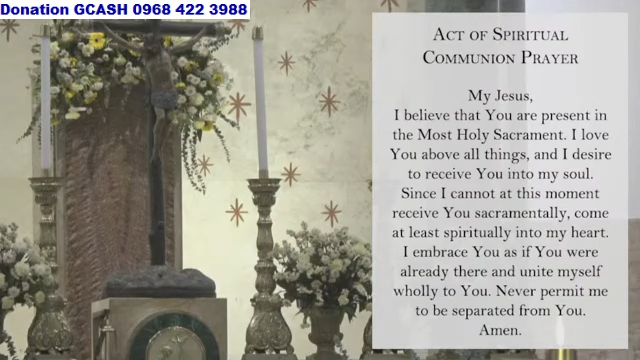 Donation GCASH 0968 422 3988
Act of Spiritual
Communion Prayer
My Jesus,
I believe that You are present in
the Most Holy Sacrament. I love
You above all things, and I desire
to receive You into my soul.
Since I cannot at this moment
receive You sacramentally, come
at least spiritually into my heart.
I embrace You as if You were
already there and unite myself
wholly to You. Never permit me
to be separated from You.
Amen.